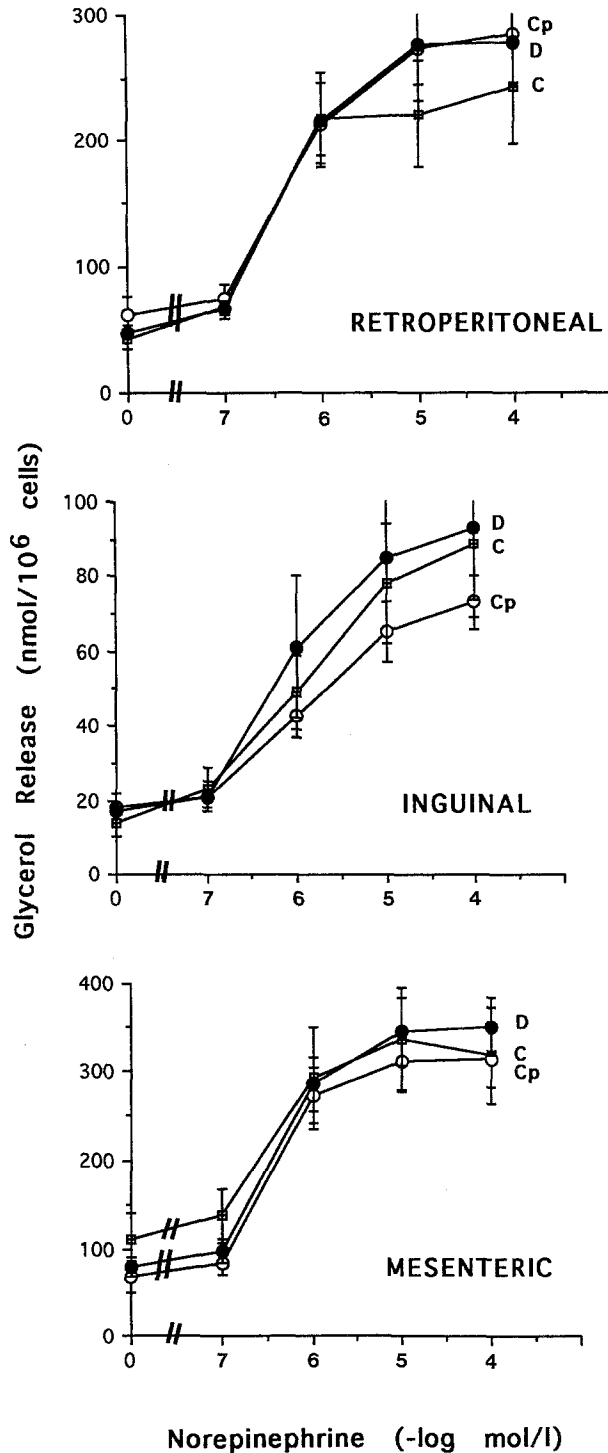 300
Cp
D
C
200
100
RETROPERITONEAL
0
0 7 6 5 4
Glycerol Release (nmol/10⁶ cells)
100
D
C
80
Cp
60
40
20
INGUINAL
0
0 7 6 5 4
400
D
C
300
Cp
200
100
MESENTERIC
0
0 7 6 5 4
Norepinephrine (-log mol/l)